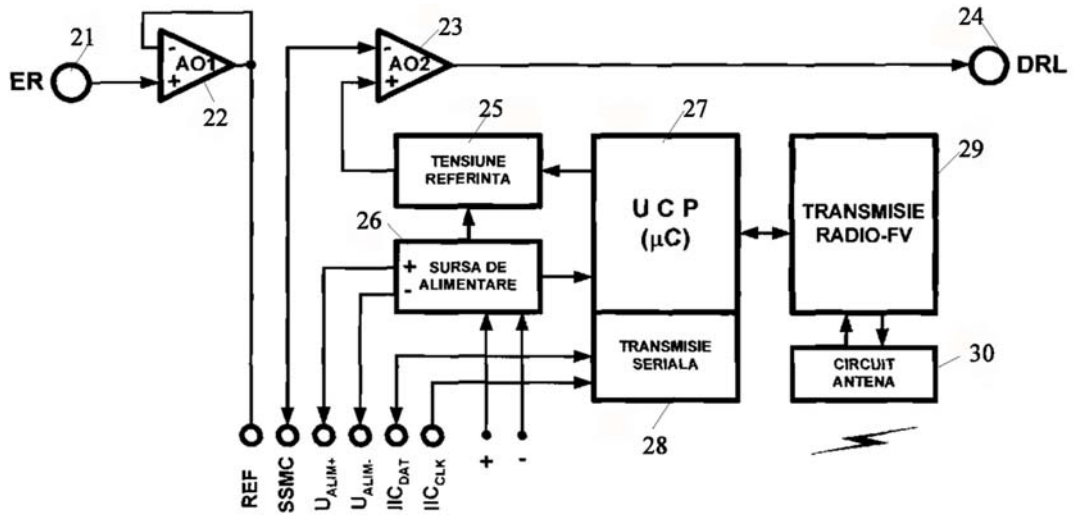 21
ER
-
+
AO1
22
23
-
+
AO2
24
DRL
25
TENSIUNE
REFERINTA
26
+
-
SURSA DE
ALIMENTARE
27
U C P
(μC)
TRANSMISIE
SERIALA
28
29
TRANSMISIE
RADIO-FV
CIRCUIT
ANTENA
30
REF
SSMC
UALIM+
UALIM-
IICDAT
IICCLK
+
-